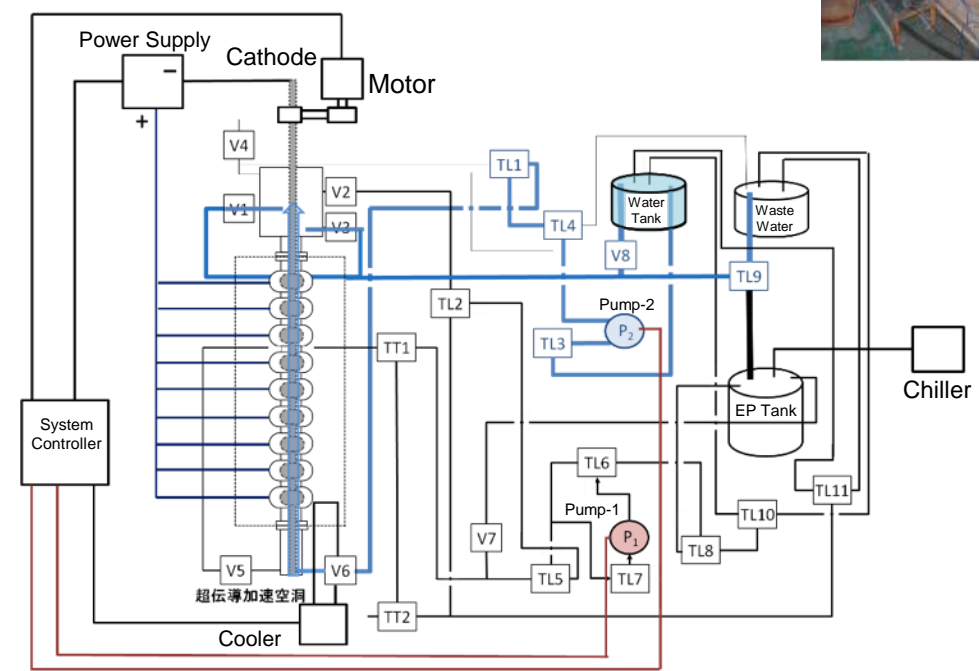 Power Supply
−
+
Cathode
Motor
V4
V2
V1
V3
TL1
TL4
Water
Tank
Waste
Water
V8
TL9
TL2
Pump-2
P2
TL3
TT1
Chiller
EP Tank
System
Controller
TL6
Pump-1
P1
TL11
TL10
V7
TL8
TL5
TL7
V5
V6
超伝導加速空洞
TT2
Cooler